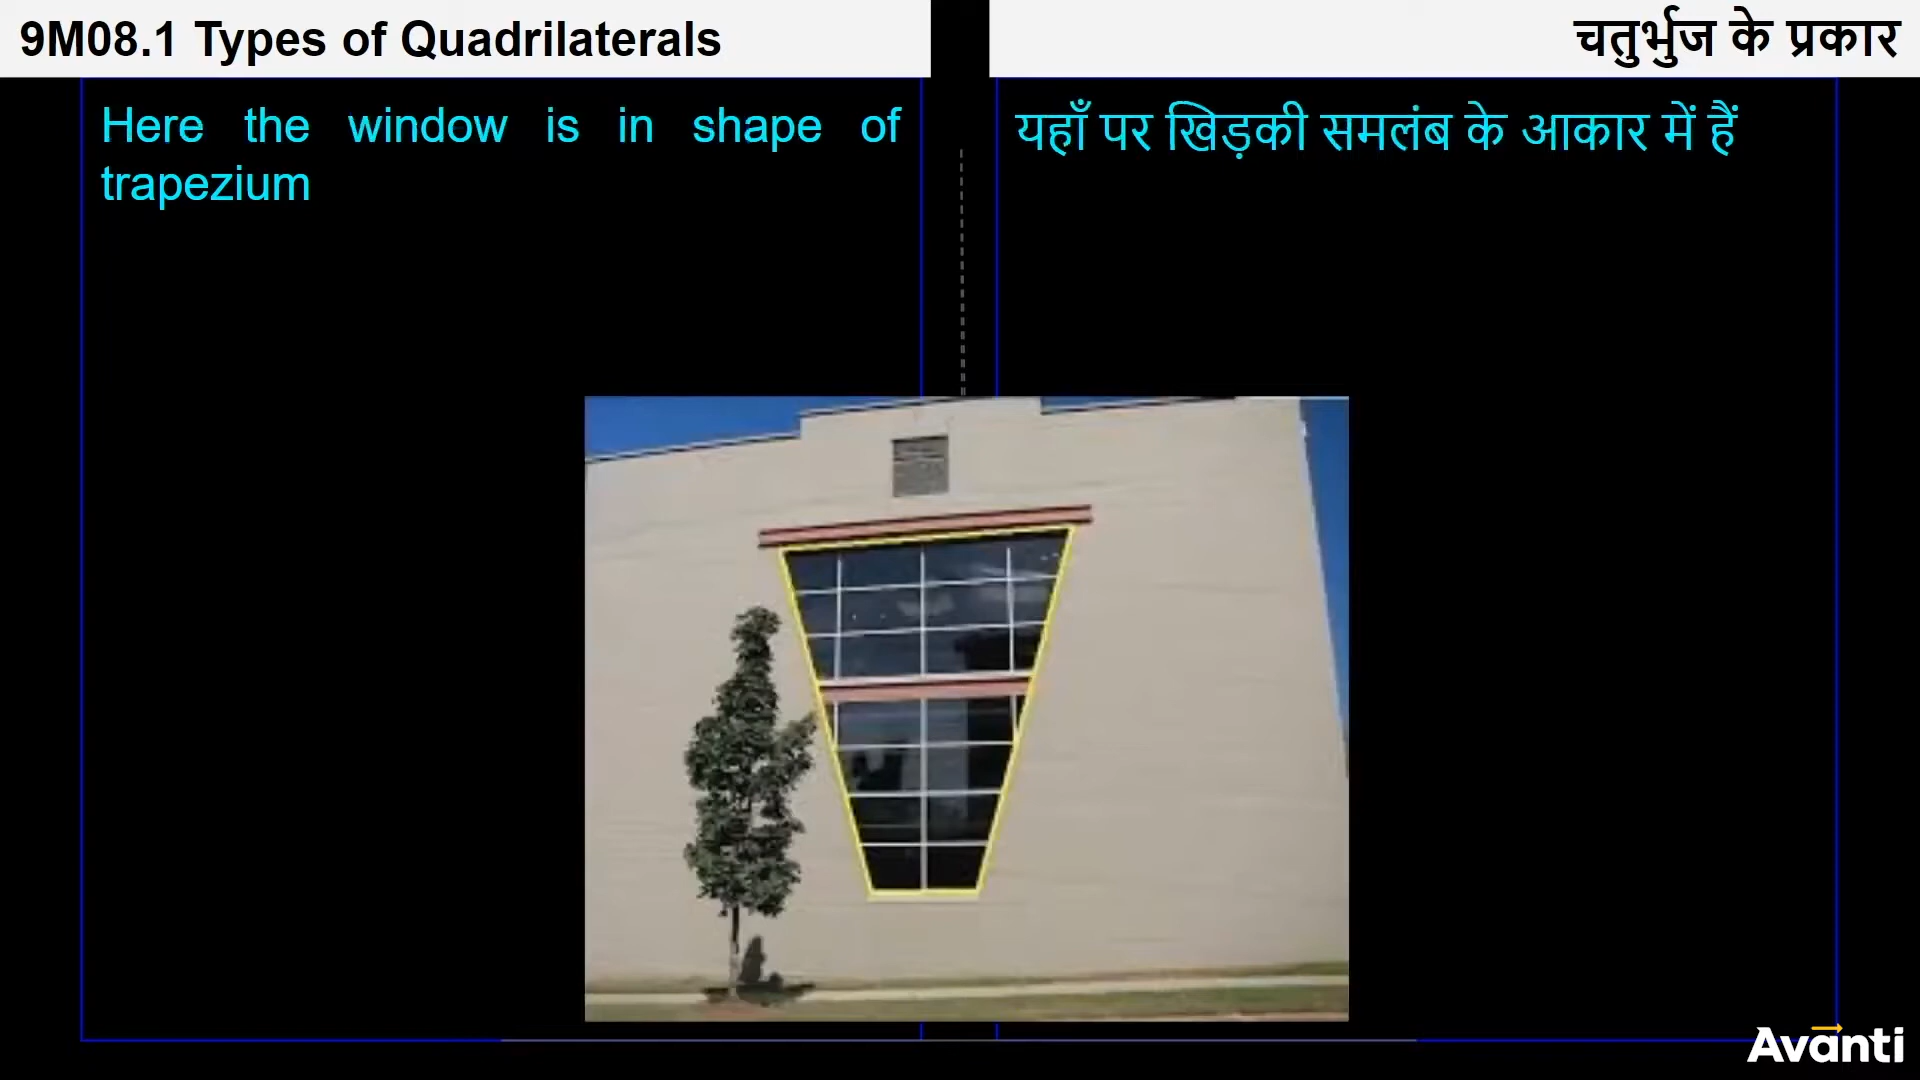 9M08.1 Types of Quadrilaterals
चतुर्भुज के प्रकार
Here the window is in shape of
trapezium
यहाँ पर खिड़की समलंब के आकार में हैं
Avanti